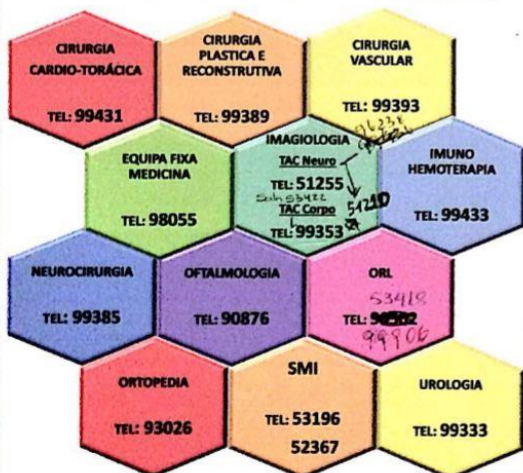 CIRURGIA
CARDIO-TORÁCICA
TEL: 99431
CIRURGIA
PLASTICA E
RECONSTRUTIVA
TEL: 99389
CIRURGIA
VASCULAR
TEL: 99393
EQUIPA FIXA
MEDICINA
TEL: 98055
IMAGIOLOGIA
TAC Neuro
TEL: 51255
53422
TAC Corpo
TEL: 99353
51210
IMUNO
HEMOTERAPIA
TEL: 99433
NEUROCIRURGIA
TEL: 99385
OFTALMOLOGIA
TEL: 90876
ORL
53418
TEL:
99906
ORTOPEDIA
TEL: 93026
SMI
TEL: 53196
52367
UROLOGIA
TEL: 99333